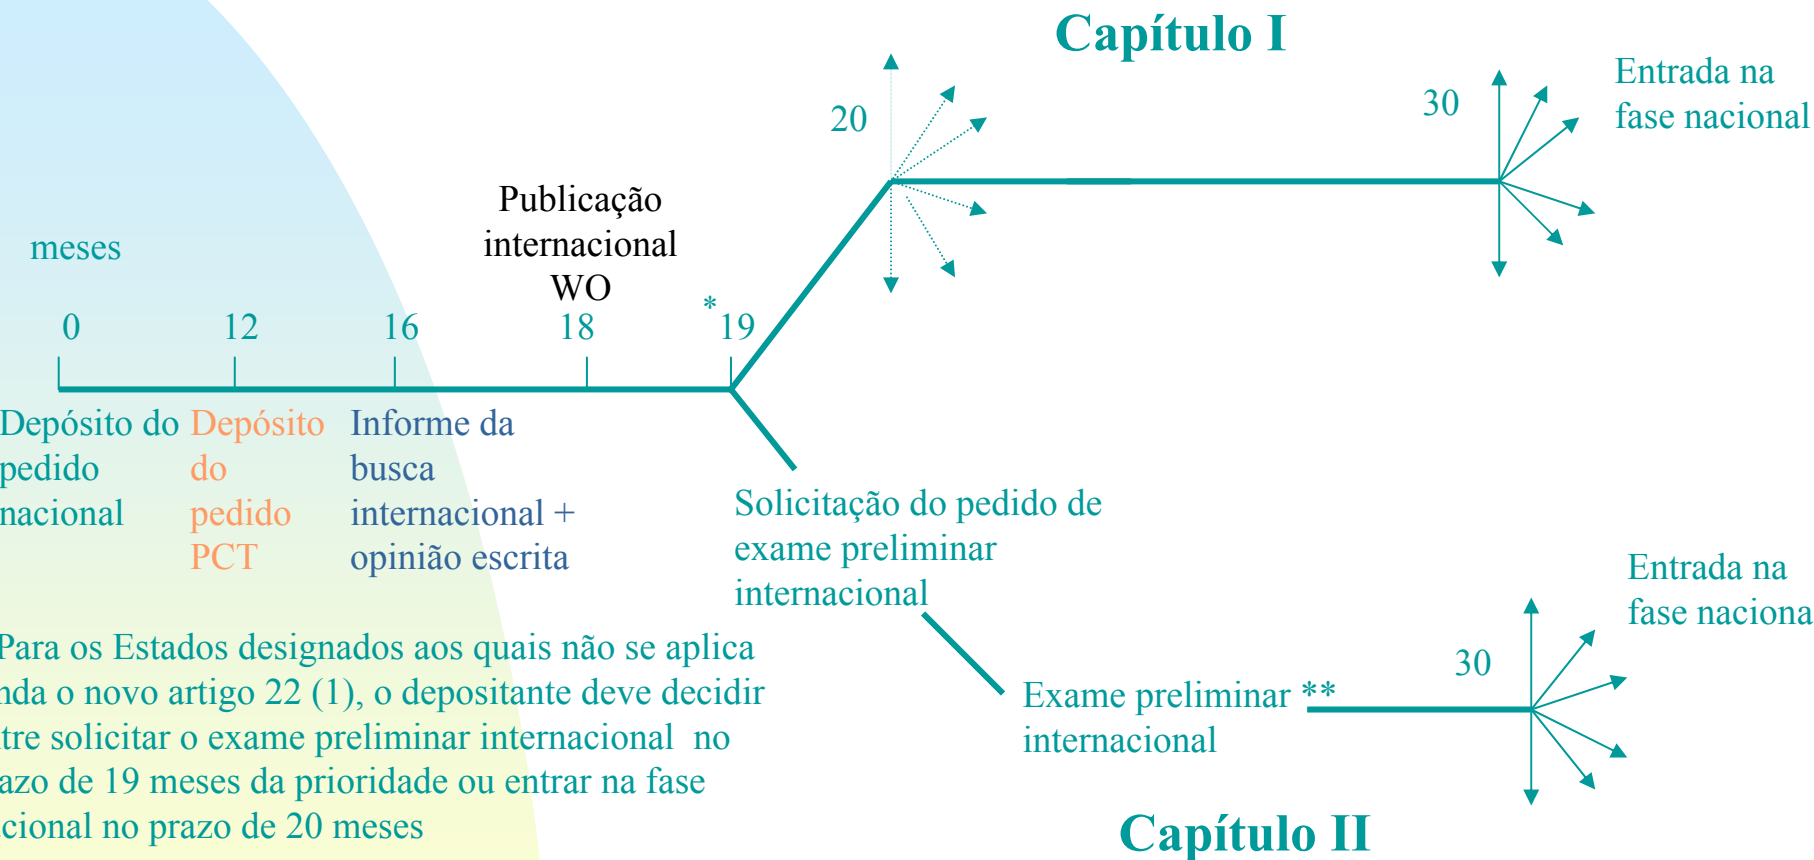 Capítulo I
Entrada na
fase nacional
20
30
Publicação
internacional
WO
meses
0
12
16
18
*
19
Depósito do
pedido
nacional
Depósito
do
pedido
PCT
Informe da
busca
internacional +
opinião escrita
Solicitação do pedido de
exame preliminar
internacional
Exame preliminar **
internacional
30
Entrada na
fase naciona
Para os Estados designados aos quais não se aplica
nda o novo artigo 22 (1), o depositante deve decidir
tre solicitar o exame preliminar internacional no
azo de 19 meses da prioridade ou entrar na fase
cional no prazo de 20 meses
Capítulo II